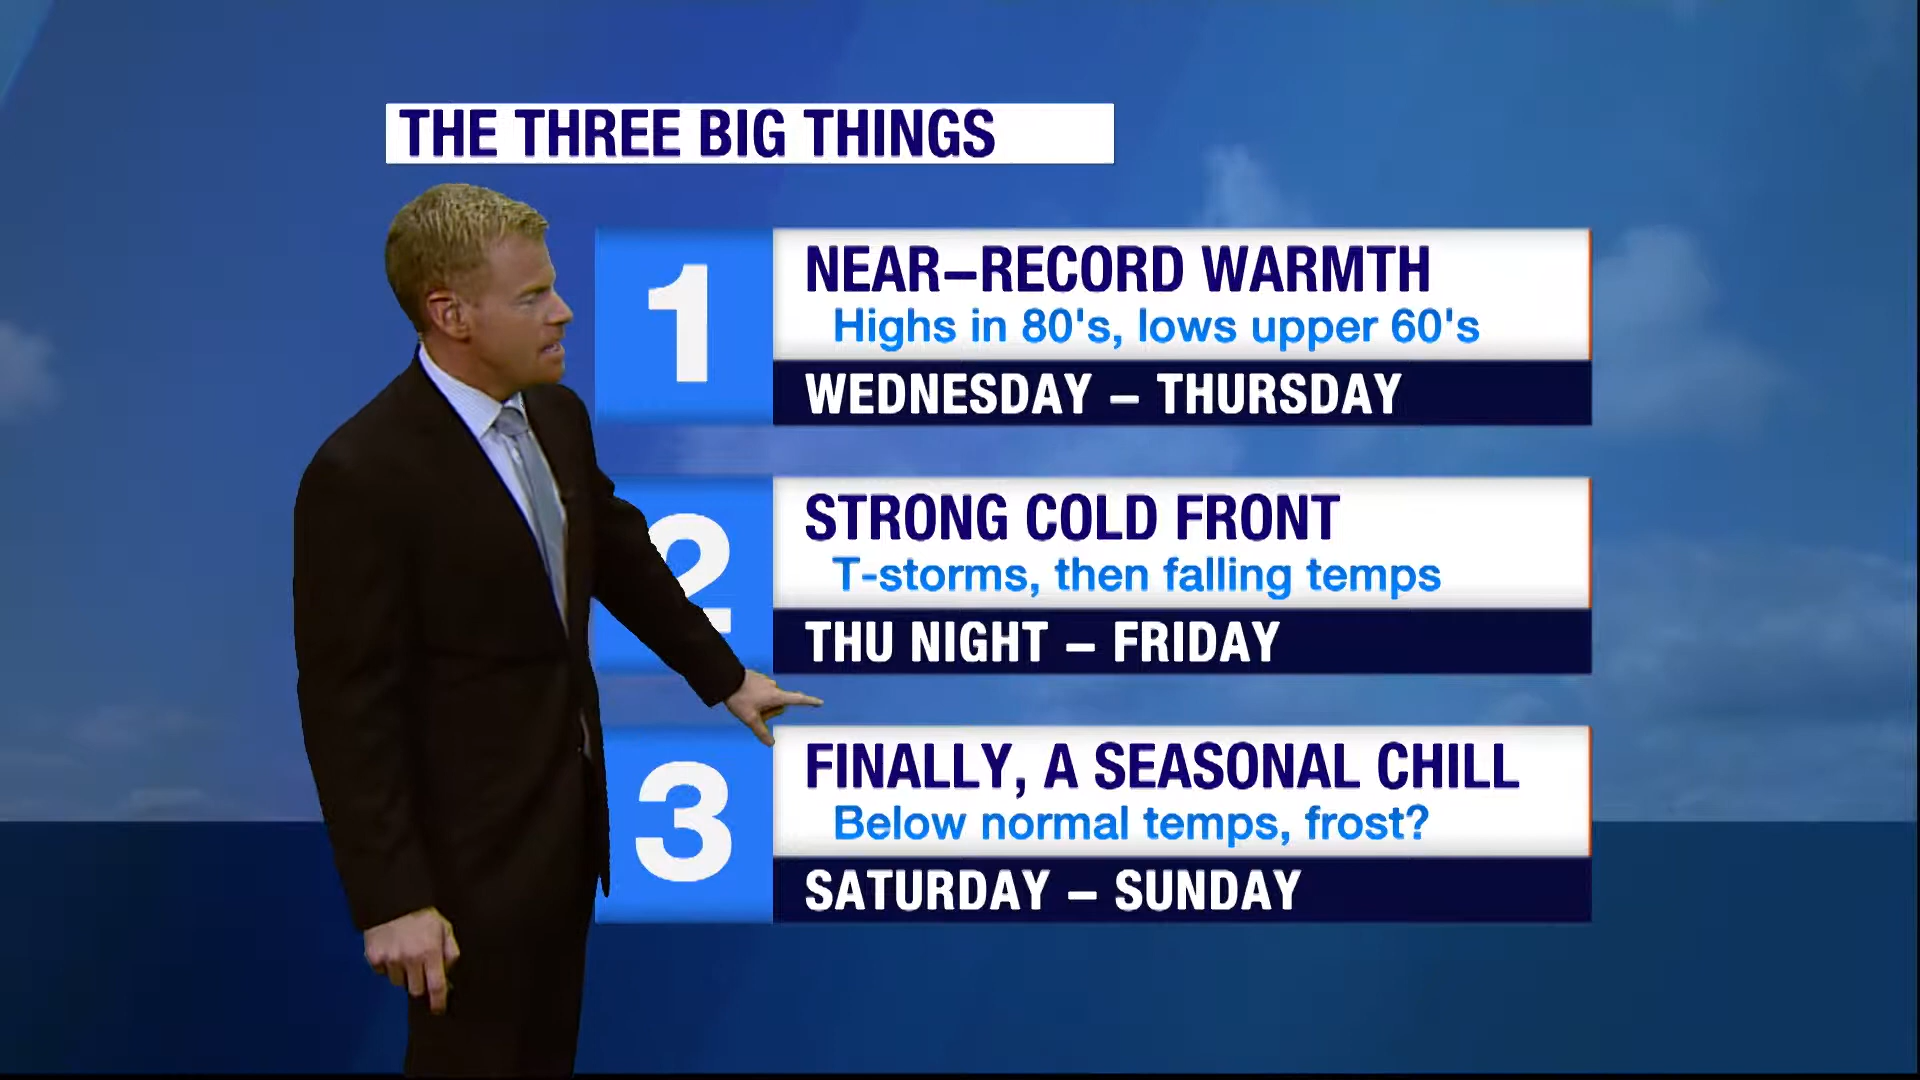 THE THREE BIG THINGS
1
NEAR–RECORD WARMTH
Highs in 80's, lows upper 60's
WEDNESDAY – THURSDAY
2
STRONG COLD FRONT
T-storms, then falling temps
THU NIGHT – FRIDAY
3
FINALLY, A SEASONAL CHILL
Below normal temps, frost?
SATURDAY – SUNDAY